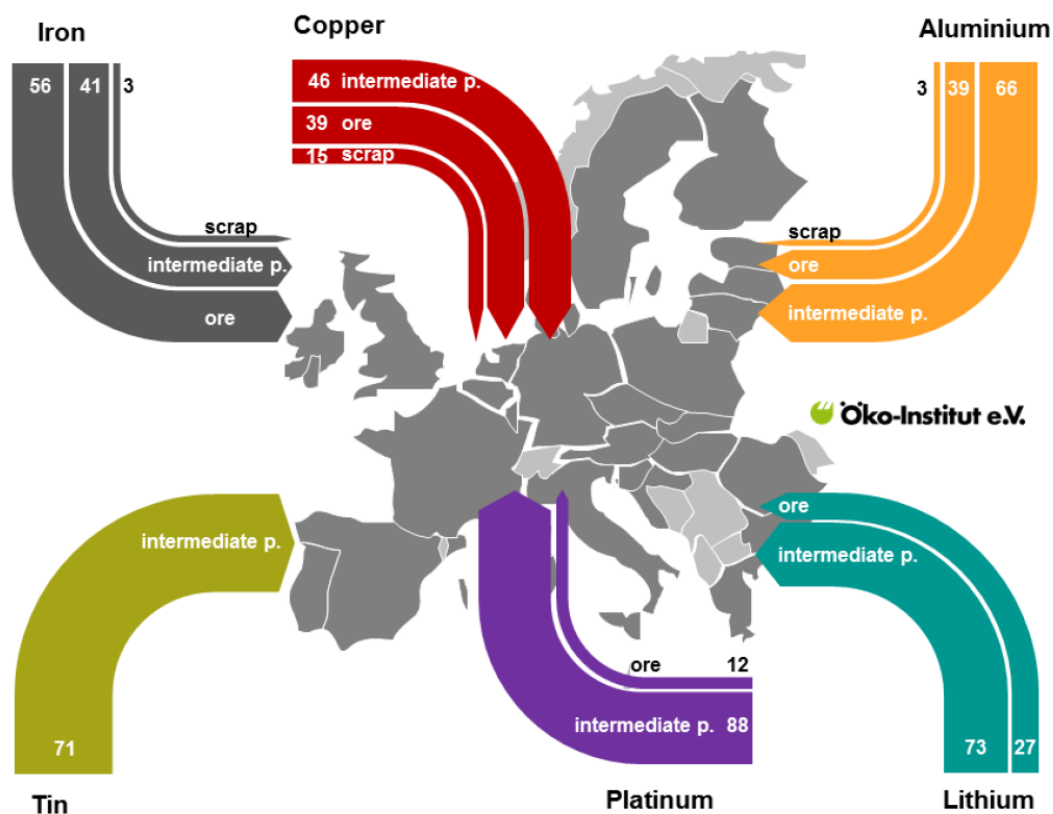 Iron
56 41 3
scrap
intermediate p.
ore
Copper
46 intermediate p.
39 ore
15 scrap
Aluminium
3 39 66
scrap
ore
intermediate p.
Öko-Institut e.V.
intermediate p.
71
Tin
ore 12
intermediate p. 88
Platinum
ore
intermediate p.
73 27
Lithium